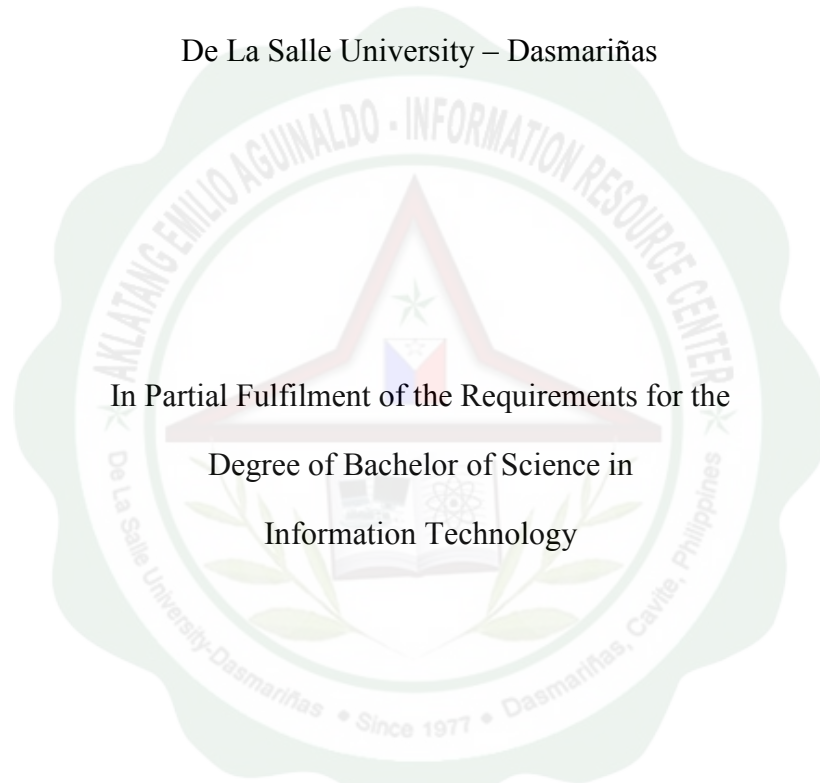 De La Salle University – Dasmariñas
AKLATANG EMILIO AGUINALDO - INFORMATION RESOURCE CENTER
In Partial Fulfilment of the Requirements for the
Degree of Bachelor of Science in
Information Technology
De La Salle University-Dasmariñas • Since 1977 • Dasmariñas, Cavite, Philippines